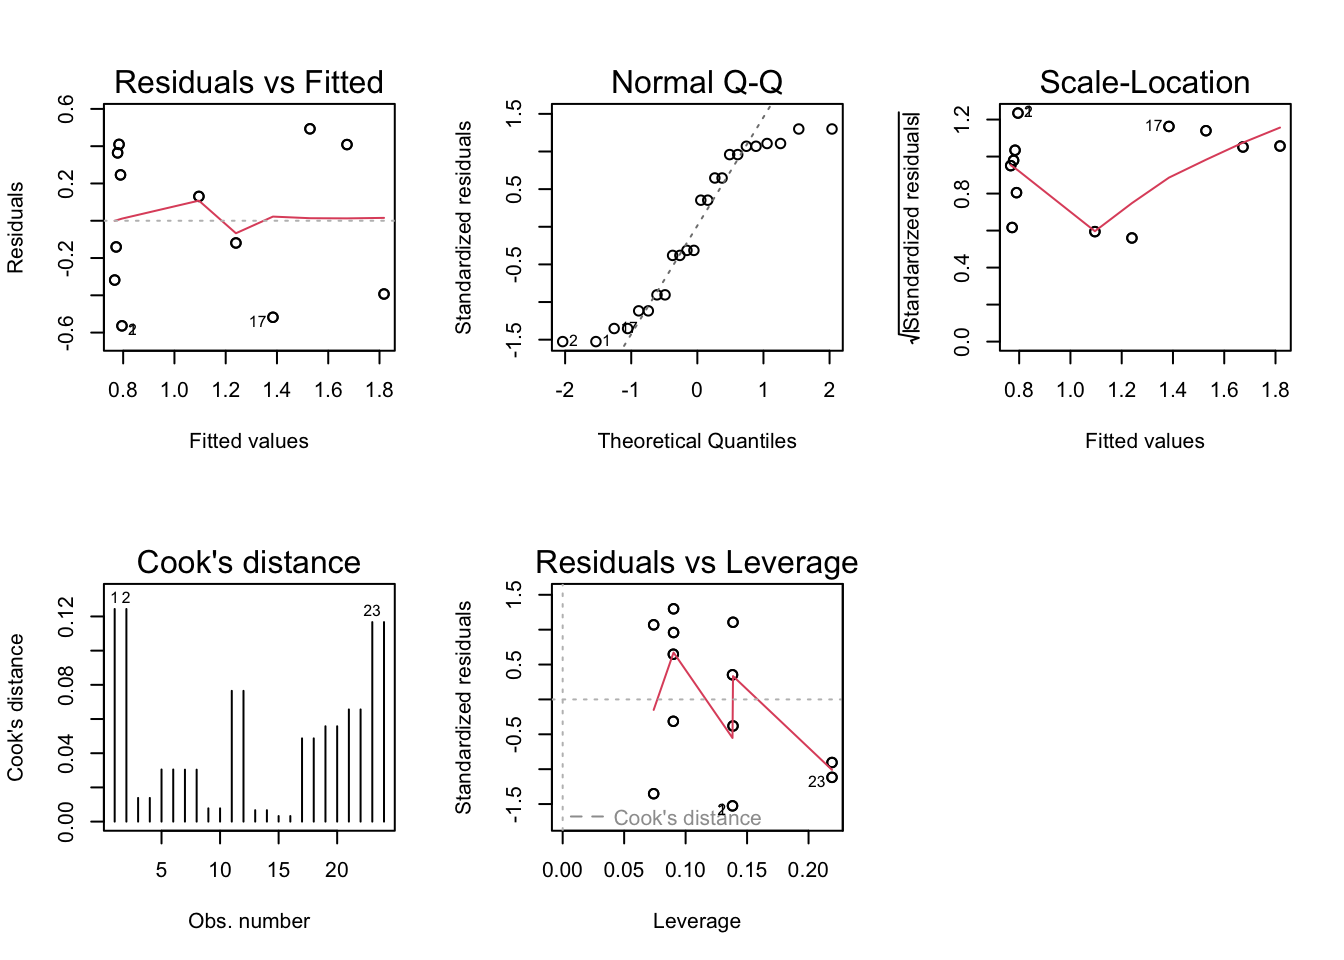 Residuals vs Fitted
Residuals
0.6
0.2
-0.2
-0.6
17
0.8 1.0 1.2 1.4 1.6 1.8
Fitted values
Normal Q-Q
Standardized residuals
1.5
0.5
-0.5
-1.5
2
1
17
-2 -1 0 1 2
Theoretical Quantiles
Scale-Location
√|Standardized residuals|
1.2
0.8
0.4
0.0
17
0.8 1.0 1.2 1.4 1.6 1.8
Fitted values
Cook's distance
Cook's distance
0.12
0.08
0.04
0.00
1 2
23
5 10 15 20
Obs. number
Residuals vs Leverage
Standardized residuals
1.5
0.5
-0.5
-1.5
23
Cook's distance
0.00 0.05 0.10 0.15 0.20
Leverage